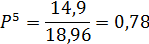 P⁵ = 14,9 / 18,96 = 0,78